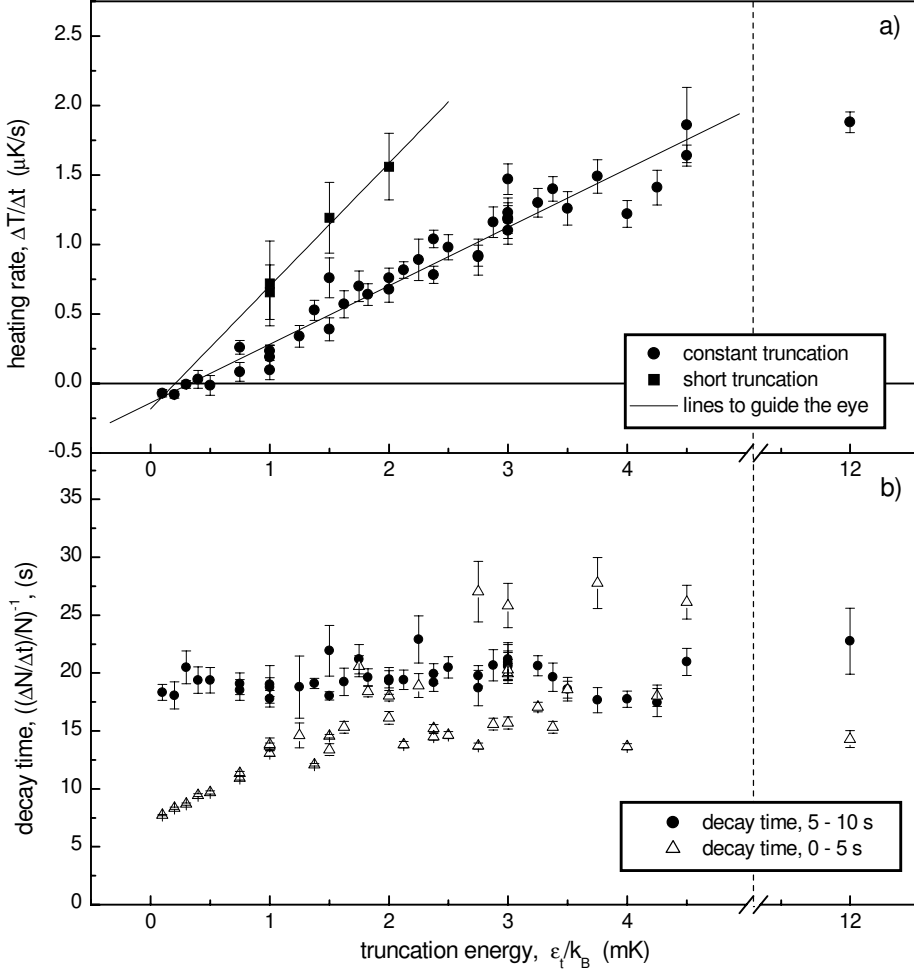 a)
2.5
2.0
1.5
1.0
0.5
0.0
-0.5
heating rate, ΔT/Δt (μK/s)
constant truncation
short truncation
lines to guide the eye
0 1 2 3 4 12
b)
35
30
25
20
15
10
5
0
decay time, ((ΔN/Δt)/N)⁻¹, (s)
decay time, 5 - 10 s
decay time, 0 - 5 s
0 1 2 3 4 12
truncation energy, εₜ/k_B (mK)